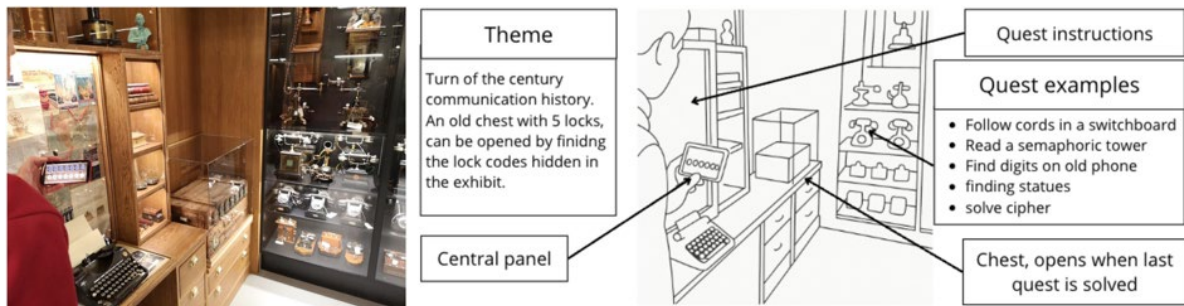 Theme
Turn of the century
communication history.
An old chest with 5 locks,
can be opened by finidng
the lock codes hidden in
the exhibit.
Central panel
Quest instructions
Quest examples
• Follow cords in a switchboard
• Read a semaphoric tower
• Find digits on old phone
• finding statues
• solve cipher
Chest, opens when last
quest is solved